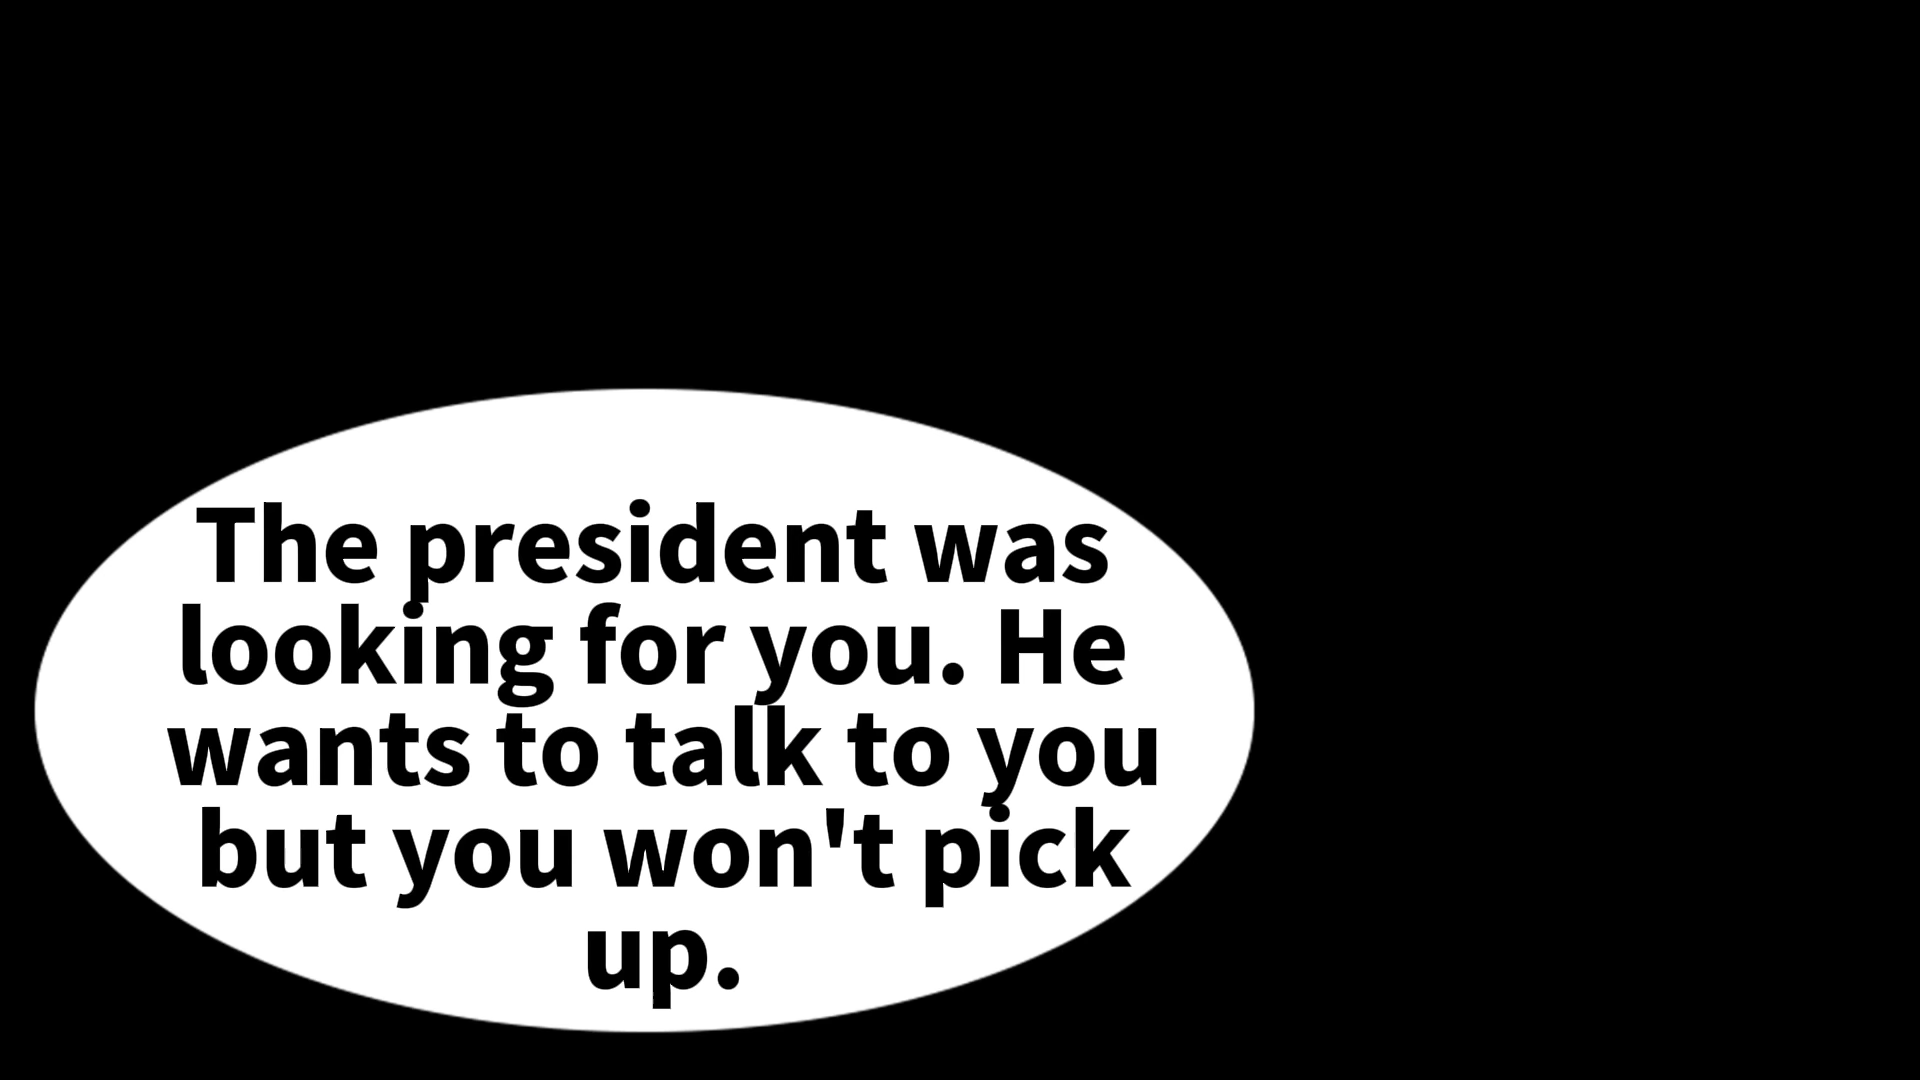 The president was
looking for you. He
wants to talk to you
but you won't pick
up.